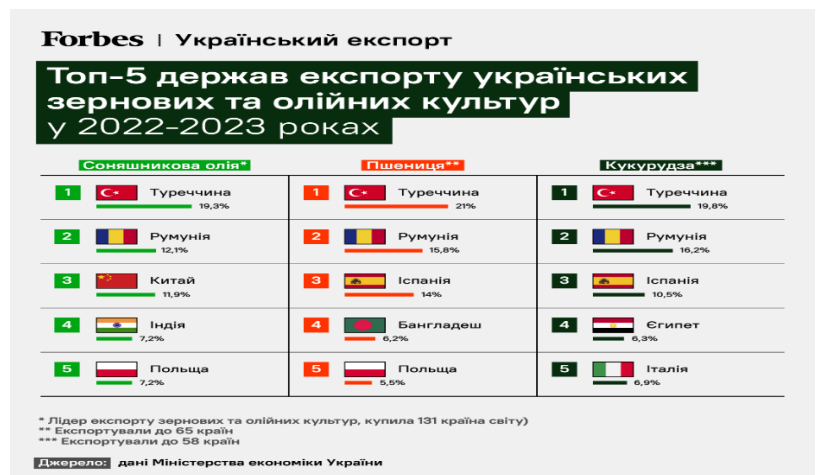 Forbes | Український експорт
Топ-5 держав експорту українських
зернових та олійних культур
у 2022-2023 роках
Соняшникова олія*
1 Туреччина
19,3%
2 Румунія
12,1%
3 Китай
11,9%
4 Індія
7,2%
5 Польща
7,2%
Пшениця**
1 Туреччина
21%
2 Румунія
15,8%
3 Іспанія
14%
4 Бангладеш
6,2%
5 Польща
5,5%
Кукурудза***
1 Туреччина
19,8%
2 Румунія
16,2%
3 Іспанія
10,5%
4 Єгипет
6,3%
5 Італія
6,9%
* Лідер експорту зернових та олійних культур, купила 131 країна світу)
** Експортували до 65 країн
*** Експортували до 58 країн
Джерело: дані Міністерства економіки України